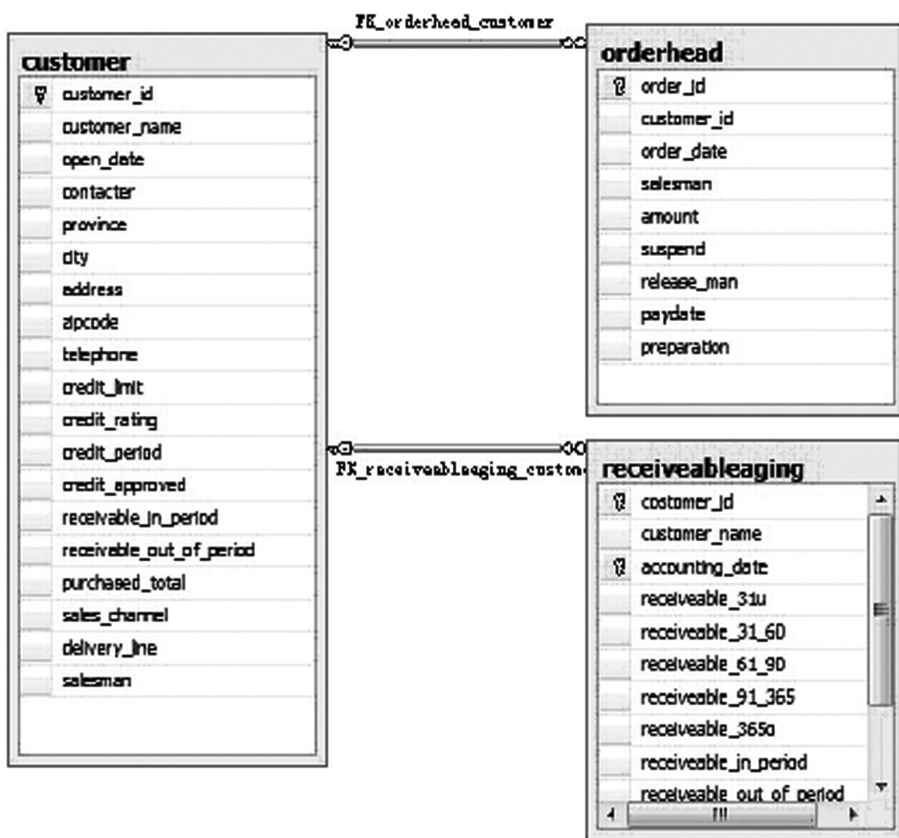 FK_orderhead_customer
customer
customer_id
customer_name
open_date
contacter
province
city
address
zipcode
telephone
credit_limit
credit_rating
credit_period
credit_approved
receivable_in_period
receivable_out_of_period
purchased_total
sales_channel
delivery_line
salesman
orderhead
order_id
customer_id
order_date
salesman
amount
suspend
release_man
paydate
preparation
FK_receiveableaging_custome
receiveableaging
costomer_id
customer_name
accounting_date
receiveable_31u
receiveable_31_60
receiveable_61_90
receiveable_91_365
receiveable_365o
receiveable_in_period
receiveable_out_of_period